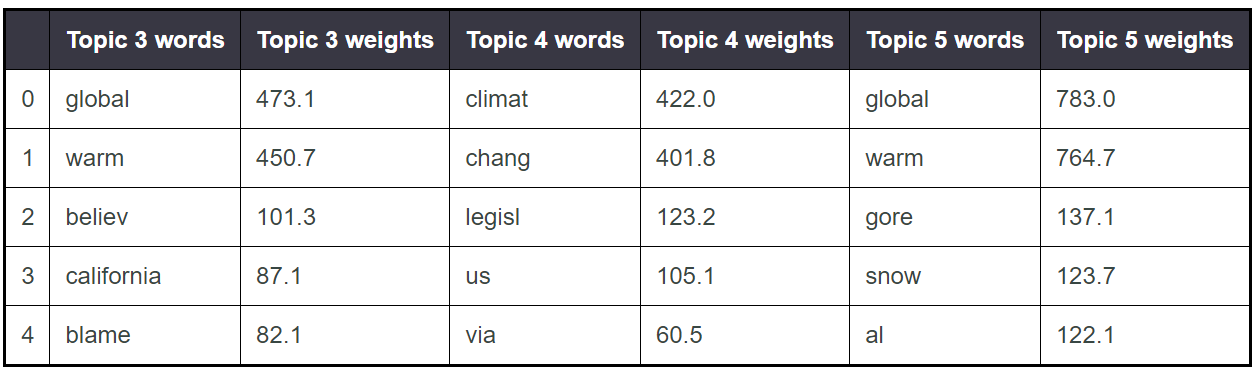 Topic 3 words Topic 3 weights Topic 4 words Topic 4 weights Topic 5 words Topic 5 weights
0 global 473.1 climat 422.0 global 783.0
1 warm 450.7 chang 401.8 warm 764.7
2 believ 101.3 legisl 123.2 gore 137.1
3 california 87.1 us 105.1 snow 123.7
4 blame 82.1 via 60.5 al 122.1